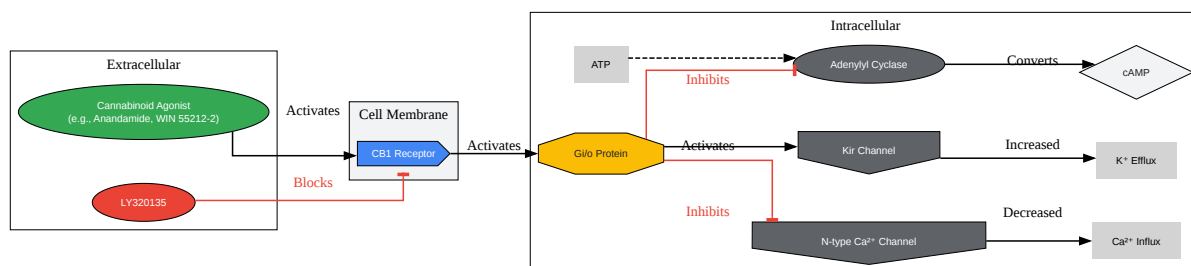 Extracellular
Cannabinoid Agonist
(e.g., Anandamide, WIN 55212-2)
LY320135
Activates
Blocks
Cell Membrane
CB1 Receptor
Activates
Intracellular
ATP
Inhibits
Adenylyl Cyclase
Converts
cAMP
Gi/o Protein
Activates
Kir Channel
Increased
K⁺ Efflux
Inhibits
N-type Ca²⁺ Channel
Decreased
Ca²⁺ Influx